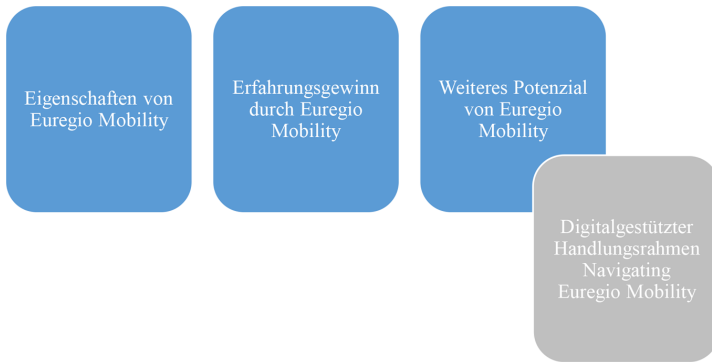 Eigenschaften von
Euregio Mobility
Erfahrungsgewinn
durch Euregio
Mobility
Weiteres Potenzial
von Euregio
Mobility
Digitalgestützter
Handlungsrahmen
Navigating
Euregio Mobility